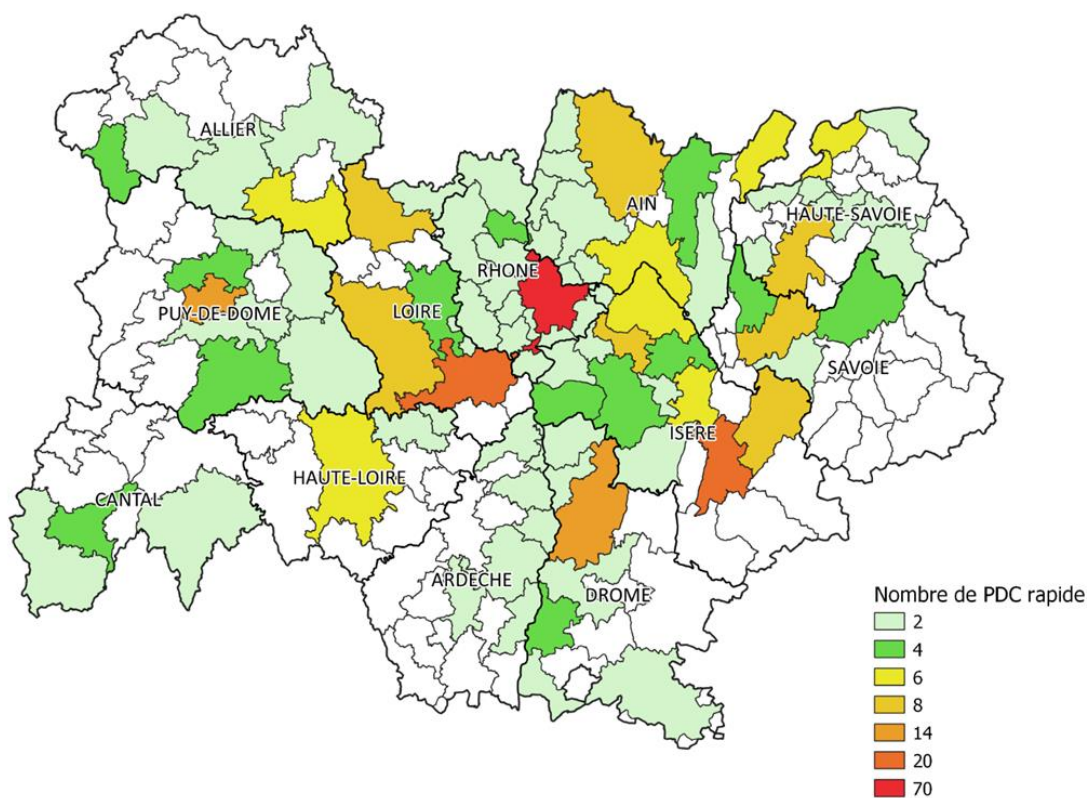 ALLIER
AIN
HAUTE-SAVOIE
RHONE
PUY-DE-DOME
LOIRE
SAVOIE
ISERE
HAUTE-LOIRE
CANTAL
ARDECHE
DROME
Nombre de PDC rapide
2
4
6
8
14
20
70